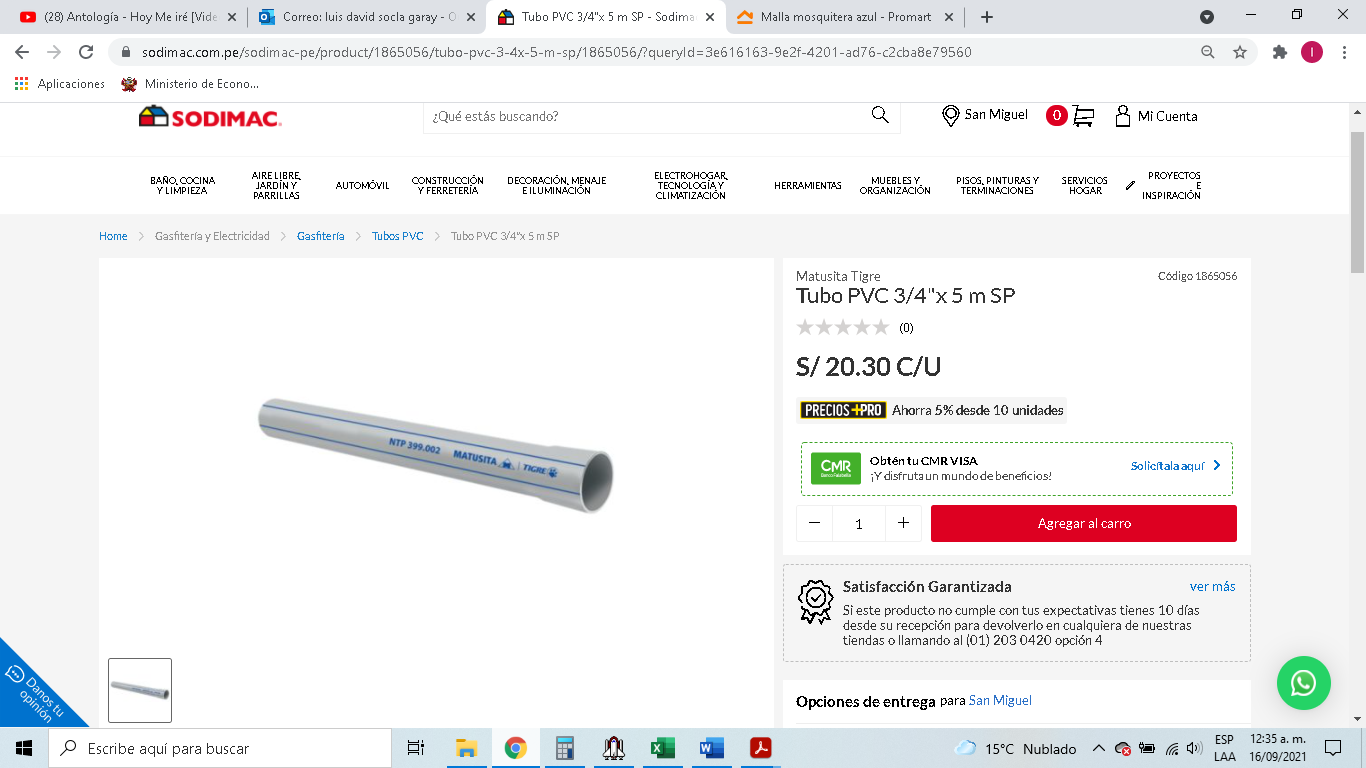 (28) Antología - Hoy Me iré [Vide
Correo: luis david socla garay - O
Tubo PVC 3/4"x 5 m SP - Sodimac
Malla mosquitera azul - Promart
sodimac.com.pe/sodimac-pe/product/1865056/tubo-pvc-3-4x-5-m-sp/1865056/?queryId=3e616163-9e2f-4201-ad76-c2cba8e79560
I
Aplicaciones
Ministerio de Econo...
SODIMAC
¿Qué estás buscando?
San Miguel
0
Mi Cuenta
BAÑO, COCINA
Y LIMPIEZA
AIRE LIBRE,
JARDÍN Y
PARRILLAS
AUTOMÓVIL
CONSTRUCCIÓN
Y FERRETERÍA
DECORACIÓN, MENAJE
E ILUMINACIÓN
ELECTROHOGAR,
TECNOLOGÍA Y
CLIMATIZACIÓN
HERRAMIENTAS
MUEBLES Y
ORGANIZACIÓN
PISOS, PINTURAS Y
TERMINACIONES
SERVICIOS
HOGAR
PROYECTOS
E
INSPIRACIÓN
Home > Gasfitería y Electricidad > Gasfitería > Tubos PVC > Tubo PVC 3/4"x 5 m SP
NTP 399.002 MATUSITA TIGRE
Matusita Tigre
Código 1865056
Tubo PVC 3/4"x 5 m SP
(0)
S/ 20.30 C/U
PRECIOS+PRO Ahorra 5% desde 10 unidades
CMR
Banco Falabella
Obtén tu CMR VISA
¡Y disfruta un mundo de beneficios!
Solicítala aquí
1
Agregar al carro
Satisfacción Garantizada
ver más
Si este producto no cumple con tus expectativas tienes 10 días
desde su recepción para devolverlo en cualquiera de nuestras
tiendas o llamando al (01) 203 0420 opción 4
Opciones de entrega para San Miguel
Danos tu
opinión
Escribe aquí para buscar
15°C Nublado
ESP
LAA
12:35 a. m.
16/09/2021